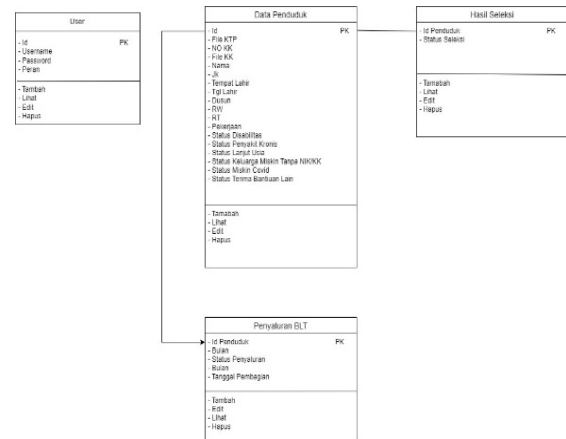 User
- Id PK
- Username
- Password
- Peran
- Tambah
- Lihat
- Edit
- Hapus
Data Penduduk
- Id PK
- File KTP
- NO KK
- File KK
- Nama
- Jk
- Tempat Lahir
- Tgl Lahir
- Dusun
- RW
- RT
- Pekerjaan
- Status Disabilitas
- Status Penyakit Kronis
- Status Lanjut Usia
- Status Keluarga Miskin Tanpa NIK/KK
- Status Miskin Covid
- Status Terima Bantuan Lain
- Tamabah
- Lihat
- Edit
- Hapus
Hasil Seleksi
- Id Penduduk PK
- Status Seleksi
- Tamabah
- Lihat
- Edit
- Hapus
Penyaluran BLT
- Id Penduduk PK
- Bulan
- Status Penyaluran
- Bulan
- Tanggal Pembagian
- Tambah
- Edit
- Lihat
- Hapus